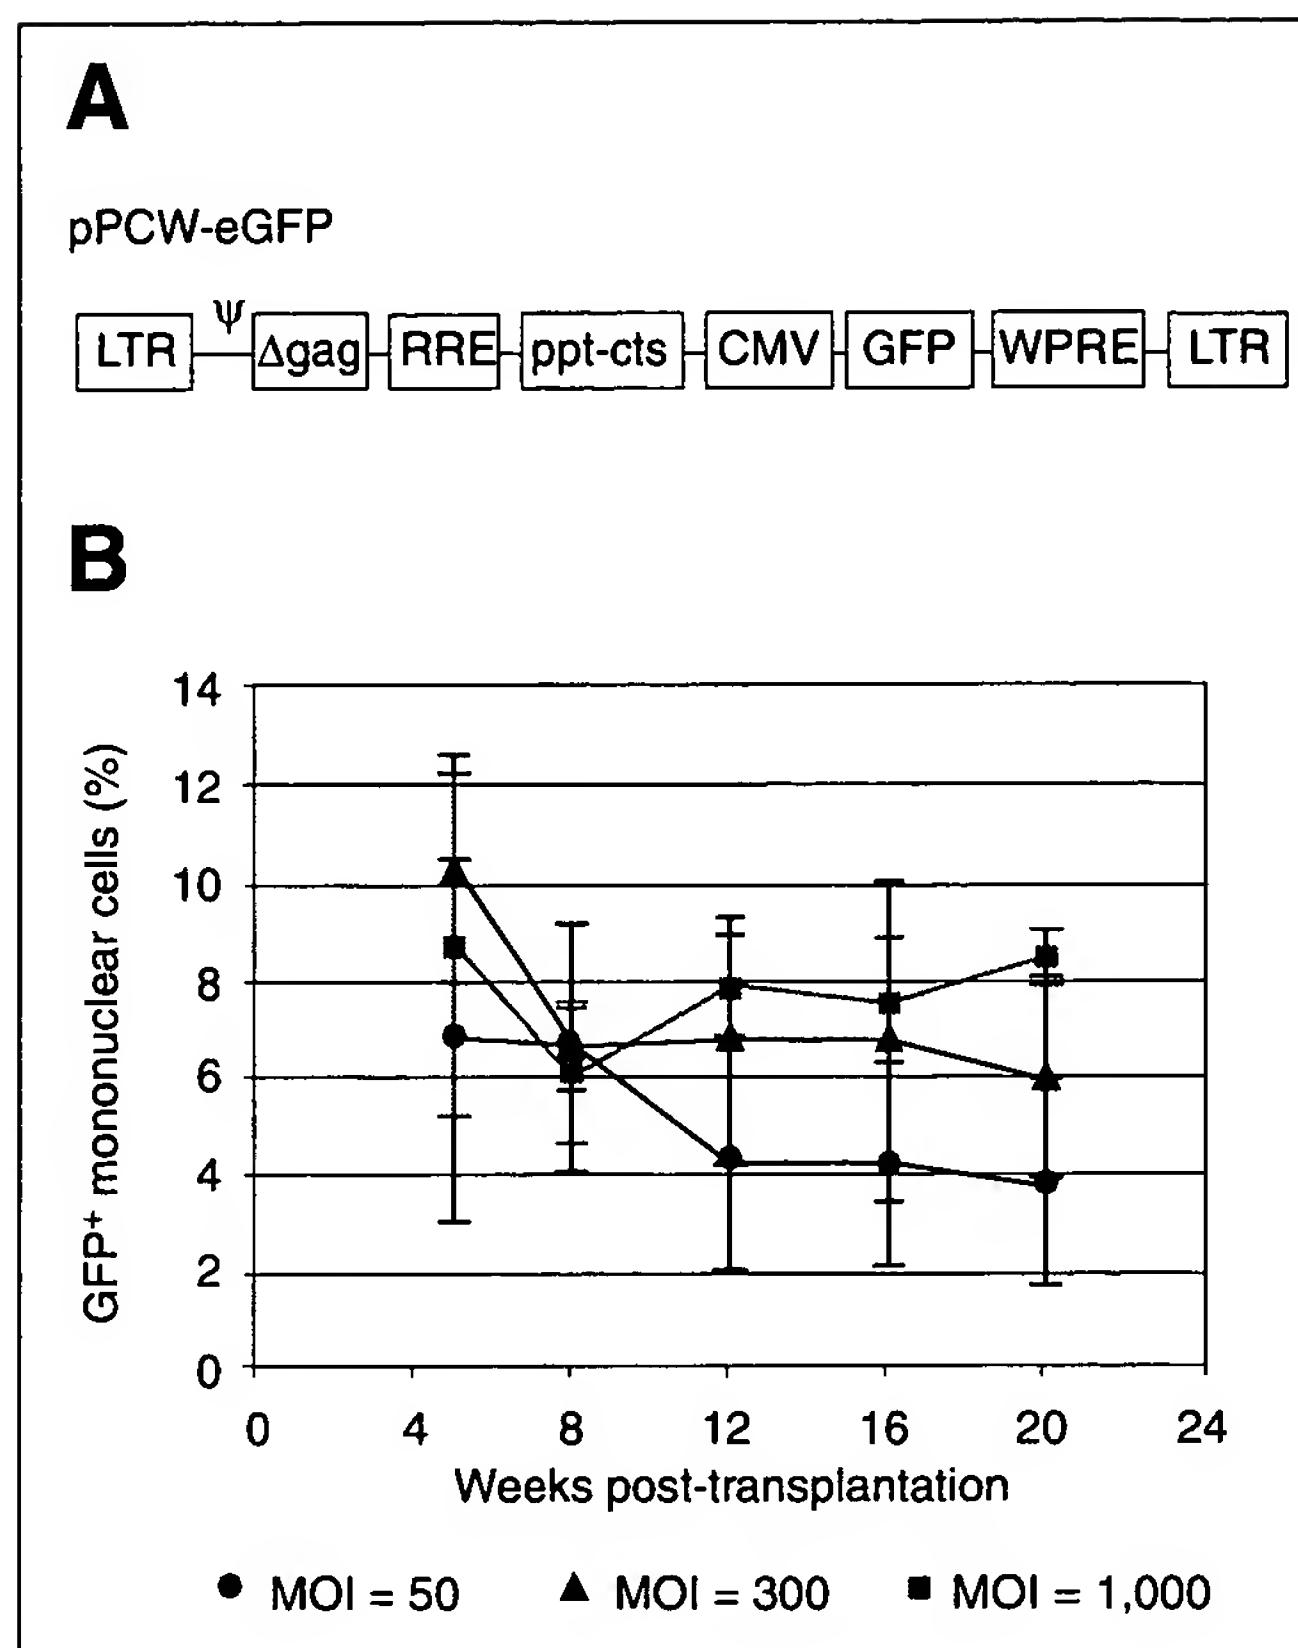 A
pPCW-eGFP
LTR ψ Δgag RRE ppt-cts CMV GFP WPRE LTR
B
GFP+ mononuclear cells (%)
14
12
10
8
6
4
2
0
0 4 8 12 16 20 24
Weeks post-transplantation
● MOI = 50 ▲ MOI = 300 ■ MOI = 1,000